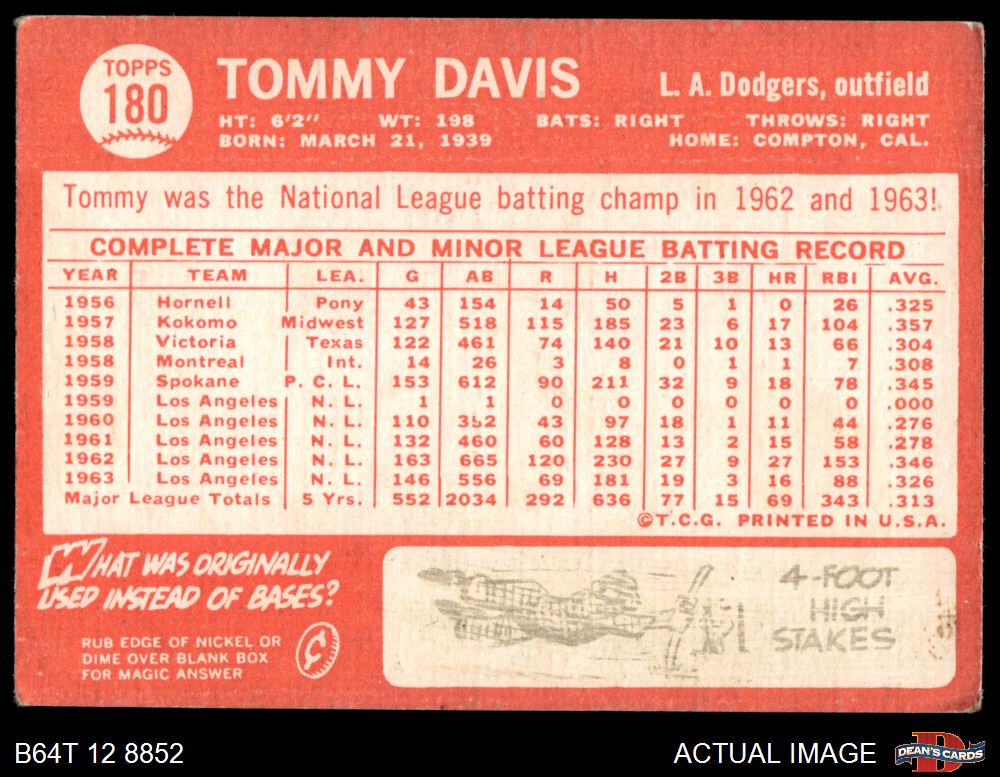 TOPPS
180
TOMMY DAVIS
L. A. Dodgers, outfield
HT: 6'2" WT: 198 BATS: RIGHT THROWS: RIGHT
BORN: MARCH 21, 1939 HOME: COMPTON, CAL.
Tommy was the National League batting champ in 1962 and 1963!
COMPLETE MAJOR AND MINOR LEAGUE BATTING RECORD
YEAR TEAM LEA. G AB R H 2B 3B HR RBI AVG.
1956 Hornell Pony 43 154 14 50 5 1 0 26 .325
1957 Kokomo Midwest 127 518 115 185 23 6 17 104 .357
1958 Victoria Texas 122 461 74 140 21 10 13 66 .304
1958 Montreal Int. 14 26 3 8 0 1 1 7 .308
1959 Spokane P. C. L. 153 612 90 211 32 9 18 78 .345
1959 Los Angeles N. L. 1 1 0 0 0 0 0 0 .000
1960 Los Angeles N. L. 110 352 43 97 18 1 11 44 .276
1961 Los Angeles N. L. 132 460 60 128 13 2 15 58 .278
1962 Los Angeles N. L. 163 665 120 230 27 9 27 153 .346
1963 Los Angeles N. L. 146 556 69 181 19 3 16 88 .326
Major League Totals 5 Yrs. 552 2034 292 636 77 15 69 343 .313
©T.C.G. PRINTED IN U.S.A.
WHAT WAS ORIGINALLY
USED INSTEAD OF BASES?
RUB EDGE OF NICKEL OR
DIME OVER BLANK BOX
FOR MAGIC ANSWER
¢
4-FOOT
HIGH
STAKES
B64T 12 8852
ACTUAL IMAGE
D
DEAN'S CARDS